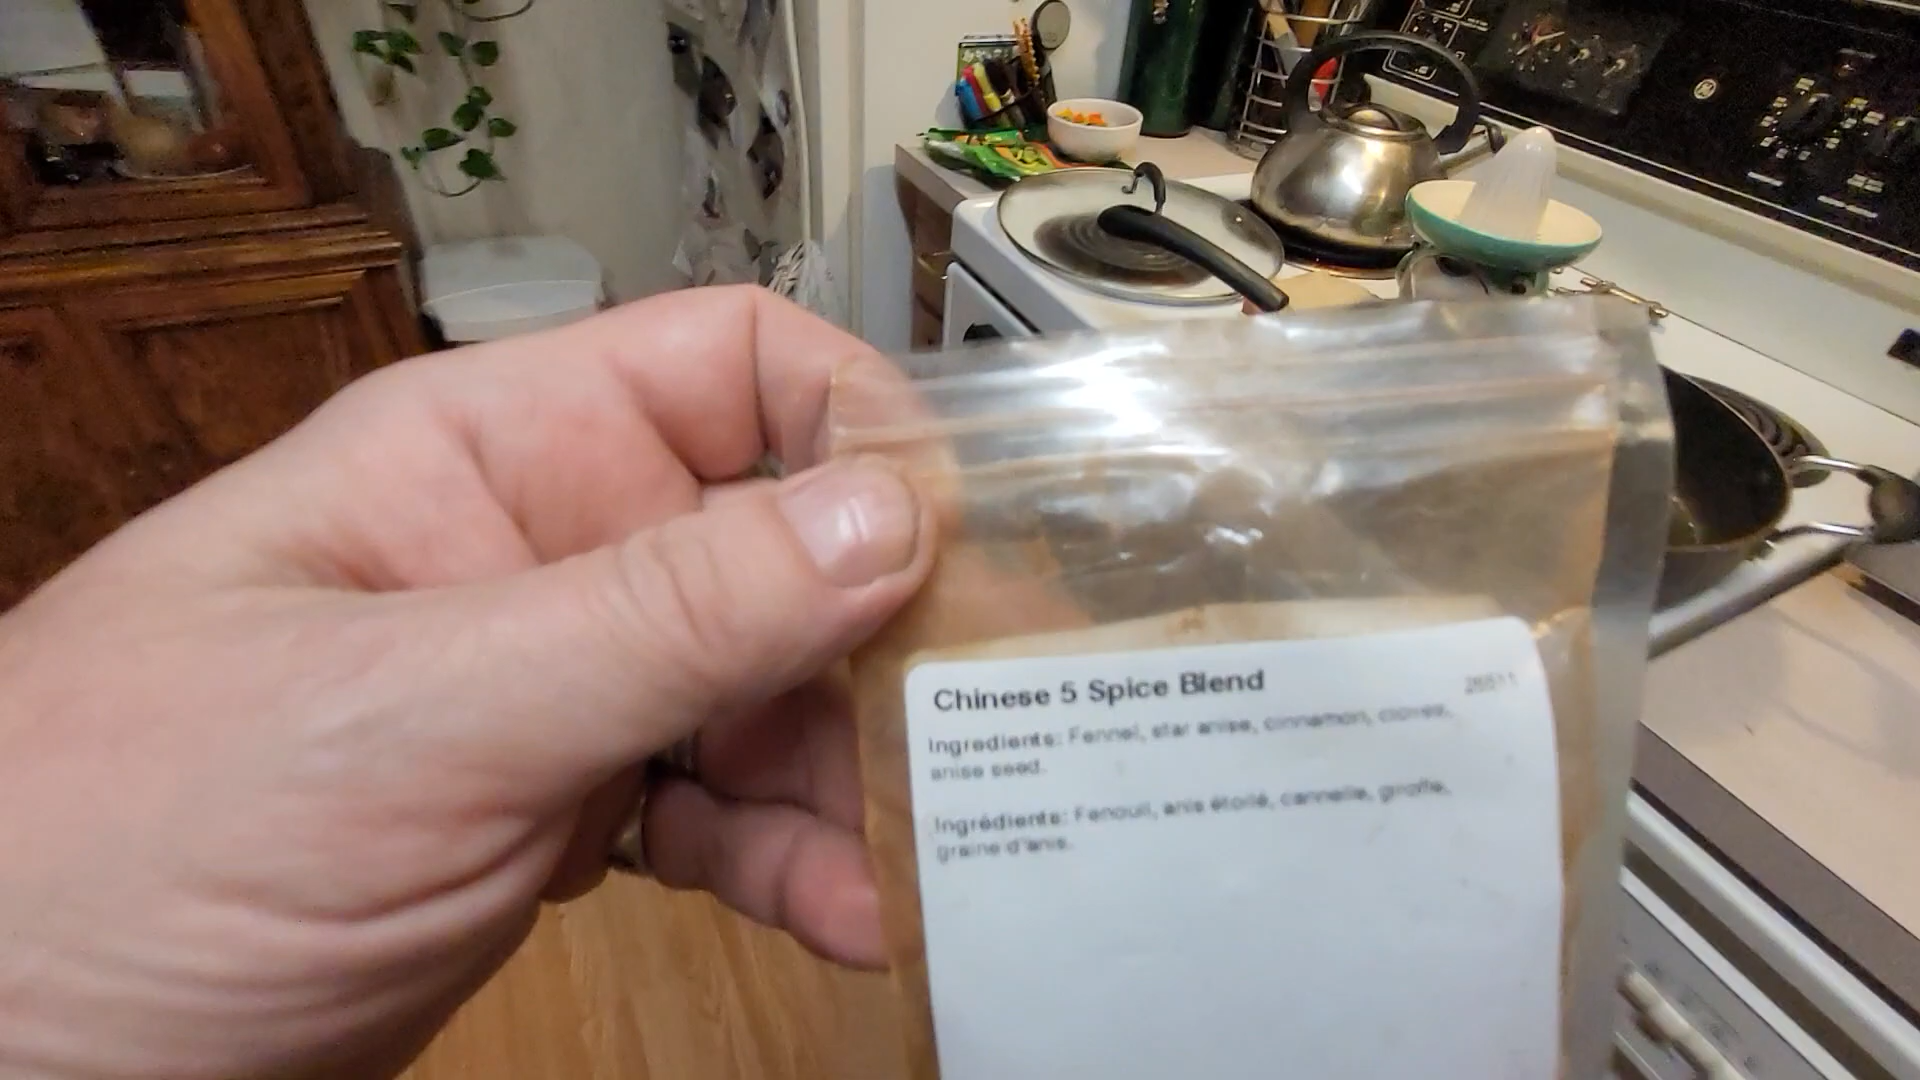 Chinese 5 Spice Blend
Ingredients: Fennel, star anise, cinnamon, cloves,
anise seed.
Ingrédients: Fenouil, anis étoilé, cannelle, girofle,
graine d'anis.